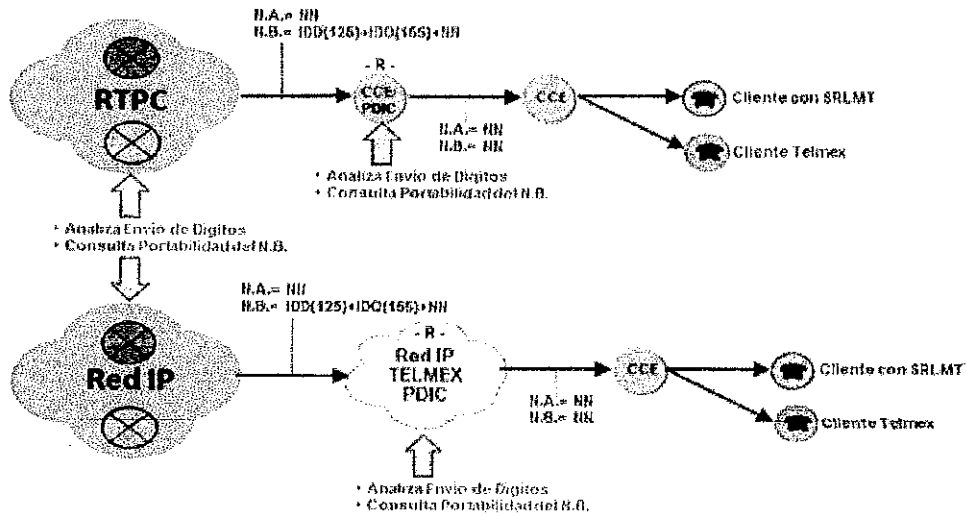 N.A.= NN
N.B.= IDD(125)+IDO(155)+NN
RTPC
- R -
CCE/
PDIC
CCE
Cliente con SRLMT
N.A.= NN
N.B.= NN
Cliente Telmex
• Analiza Envío de Dígitos
• Consulta Portabilidad del N.B.
• Analiza Envío de Dígitos
• Consulta Portabilidad del N.B.
N.A.= NN
N.B.= IDD(125)+IDO(155)+NN
Red IP
- R -
Red IP
TELMEX
PDIC
CCE
Cliente con SRLMT
N.A.= NN
N.B.= NN
Cliente Telmex
• Analiza Envío de Dígitos
• Consulta Portabilidad del N.B.